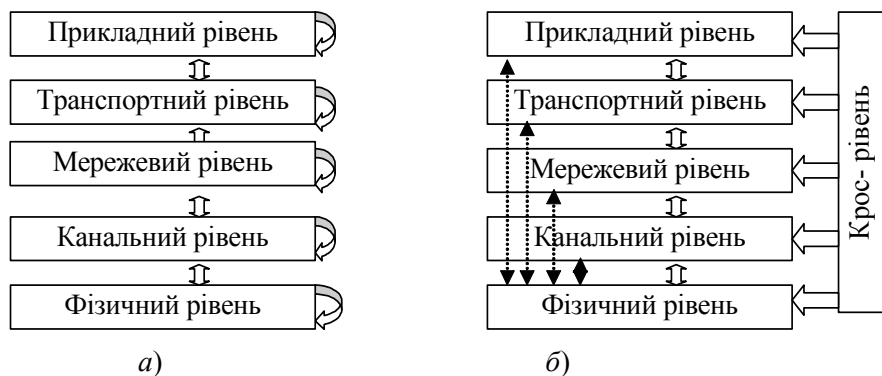 Прикладний рівень
Транспортний рівень
Мережевий рівень
Канальний рівень
Фізичний рівень
а)
Прикладний рівень
Транспортний рівень
Мережевий рівень
Канальний рівень
Фізичний рівень
Крос- рівень
б)